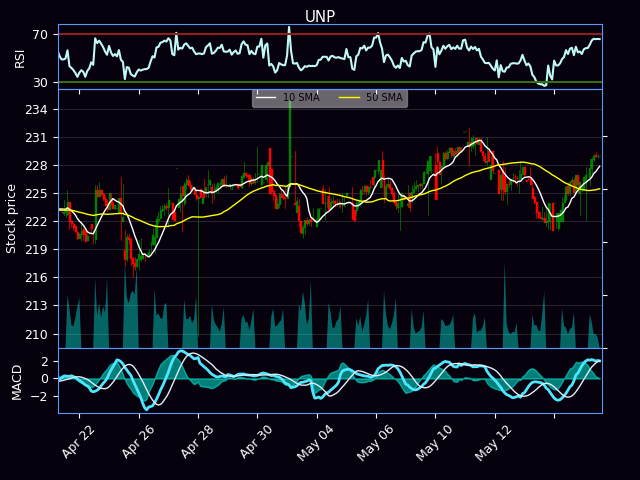 UNP
RSI
70
30
10 SMA
50 SMA
Stock price
234
231
228
225
222
219
216
213
210
MACD
2
0
−2
Apr 22
Apr 26
Apr 28
Apr 30
May 04
May 06
May 10
May 12